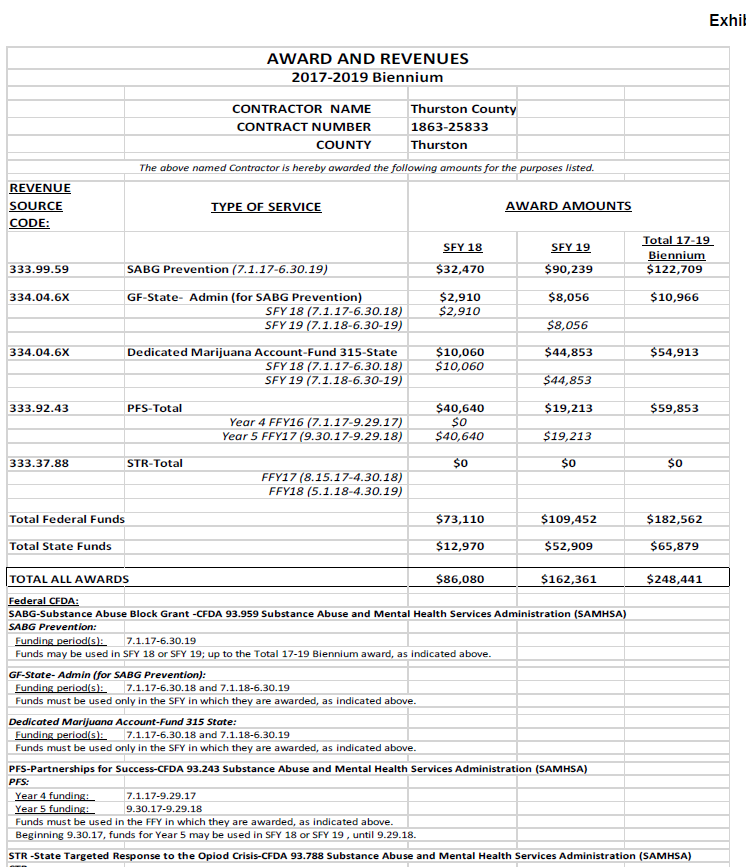 Exhib
AWARD AND REVENUES
2017-2019 Biennium
CONTRACTOR NAME Thurston County
CONTRACT NUMBER 1863-25833
COUNTY Thurston
The above named Contractor is hereby awarded the following amounts for the purposes listed.
REVENUE SOURCE CODE: TYPE OF SERVICE AWARD AMOUNTS
SFY 18 SFY 19 Total 17-19 Biennium
333.99.59 SABG Prevention (7.1.17-6.30.19) $32,470 $90,239 $122,709
334.04.6X GF-State- Admin (for SABG Prevention) $2,910 $8,056 $10,966
SFY 18 (7.1.17-6.30.18) $2,910
SFY 19 (7.1.18-6.30-19) $8,056
334.04.6X Dedicated Marijuana Account-Fund 315-State $10,060 $44,853 $54,913
SFY 18 (7.1.17-6.30.18) $10,060
SFY 19 (7.1.18-6.30-19) $44,853
333.92.43 PFS-Total $40,640 $19,213 $59,853
Year 4 FFY16 (7.1.17-9.29.17) $0
Year 5 FFY17 (9.30.17-9.29.18) $40,640 $19,213
333.37.88 STR-Total $0 $0 $0
FFY17 (8.15.17-4.30.18)
FFY18 (5.1.18-4.30.19)
Total Federal Funds $73,110 $109,452 $182,562
Total State Funds $12,970 $52,909 $65,879
TOTAL ALL AWARDS $86,080 $162,361 $248,441
Federal CFDA:
SABG-Substance Abuse Block Grant -CFDA 93.959 Substance Abuse and Mental Health Services Administration (SAMHSA)
SABG Prevention:
Funding period(s): 7.1.17-6.30.19
Funds may be used in SFY 18 or SFY 19; up to the Total 17-19 Biennium award, as indicated above.
GF-State- Admin (for SABG Prevention):
Funding period(s): 7.1.17-6.30.18 and 7.1.18-6.30.19
Funds must be used only in the SFY in which they are awarded, as indicated above.
Dedicated Marijuana Account-Fund 315 State:
Funding period(s): 7.1.17-6.30.18 and 7.1.18-6.30.19
Funds must be used only in the SFY in which they are awarded, as indicated above.
PFS-Partnerships for Success-CFDA 93.243 Substance Abuse and Mental Health Services Administration (SAMHSA)
PFS:
Year 4 funding: 7.1.17-9.29.17
Year 5 funding: 9.30.17-9.29.18
Funds must be used in the FFY in which they are awarded, as indicated above.
Beginning 9.30.17, funds for Year 5 may be used in SFY 18 or SFY 19 , until 9.29.18.
STR -State Targeted Response to the Opiod Crisis-CFDA 93.788 Substance Abuse and Mental Health Services Administration (SAMHSA)